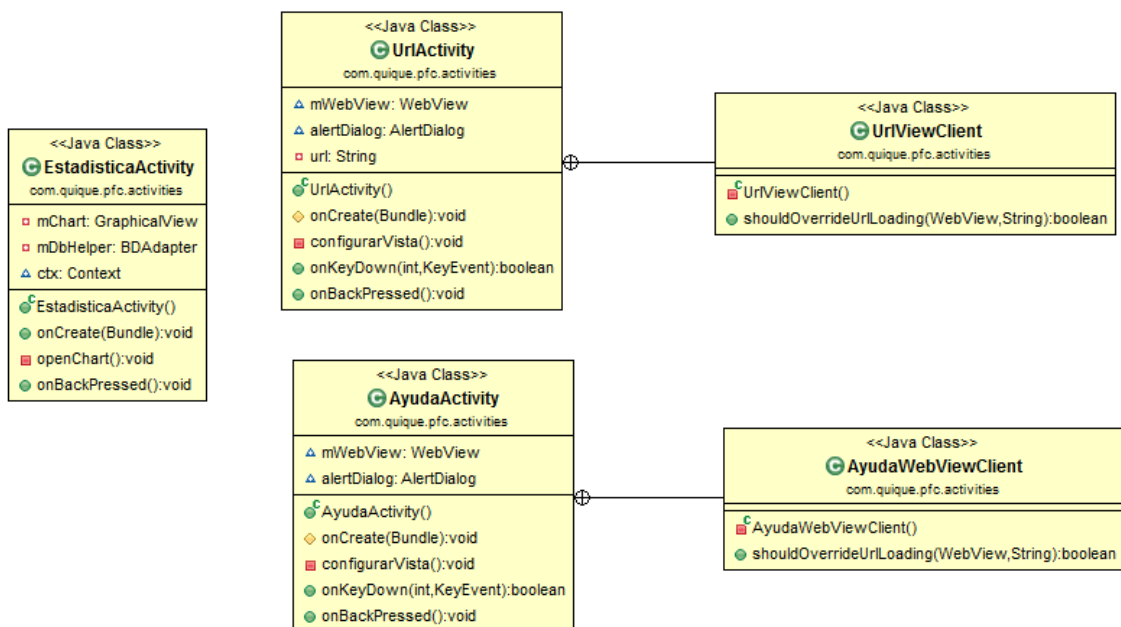 <<Java Class>>
EstadisticaActivity
com.quique.pfc.activities
mChart: GraphicalView
mDbHelper: BDAdapter
ctx: Context
EstadisticaActivity()
onCreate(Bundle):void
openChart():void
onBackPressed():void
<<Java Class>>
UrlActivity
com.quique.pfc.activities
mWebView: WebView
alertDialog: AlertDialog
url: String
UrlActivity()
onCreate(Bundle):void
configurarVista():void
onKeyDown(int,KeyEvent):boolean
onBackPressed():void
<<Java Class>>
UrlViewClient
com.quique.pfc.activities
UrlViewClient()
shouldOverrideUrlLoading(WebView,String):boolean
<<Java Class>>
AyudaActivity
com.quique.pfc.activities
mWebView: WebView
alertDialog: AlertDialog
AyudaActivity()
onCreate(Bundle):void
configurarVista():void
onKeyDown(int,KeyEvent):boolean
onBackPressed():void
<<Java Class>>
AyudaWebViewClient
com.quique.pfc.activities
AyudaWebViewClient()
shouldOverrideUrlLoading(WebView,String):boolean